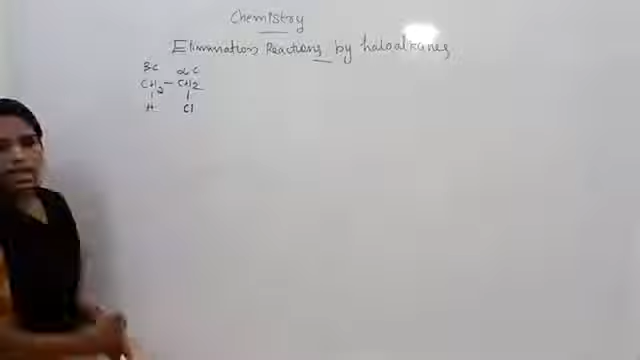 Chemistry
Elimination Reactions by haloalkanes
βC αC
CH2 - CH2
H Cl